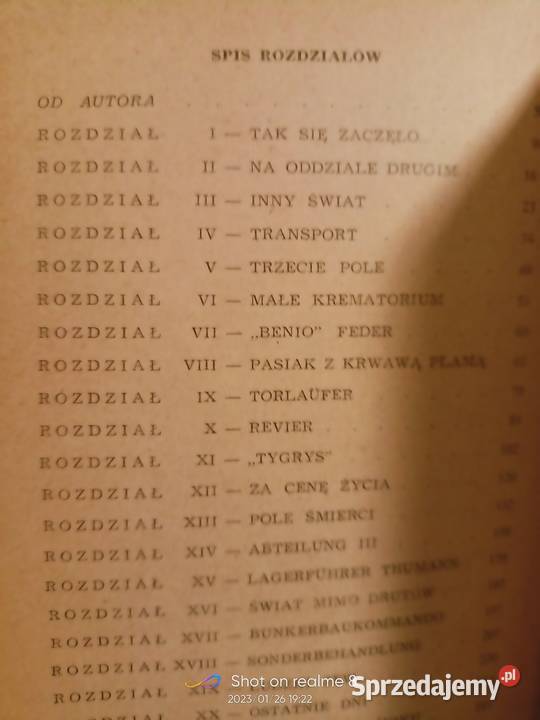 SPIS ROZDZIAŁÓW
OD AUTORA
ROZDZIAŁ I — TAK SIĘ ZACZĘŁO
ROZDZIAŁ II — NA ODDZIALE DRUGIM
ROZDZIAŁ III — INNY ŚWIAT
ROZDZIAŁ IV — TRANSPORT
ROZDZIAŁ V — TRZECIE POLE
ROZDZIAŁ VI — MAŁE KREMATORIUM
ROZDZIAŁ VII — „BENIO” FEDER
ROZDZIAŁ VIII — PASIAK Z KRWAWĄ PLAMĄ
ROZDZIAŁ IX — TORLAUFER
ROZDZIAŁ X — REVIER
ROZDZIAŁ XI — „TYGRYS”
ROZDZIAŁ XII — ZA CENĘ ŻYCIA
ROZDZIAŁ XIII — POLE ŚMIERCI
ROZDZIAŁ XIV — ABTEILUNG III
ROZDZIAŁ XV — LAGERFÜHRER THUMANN
ROZDZIAŁ XVI — ŚWIAT MIMO DRUTÓW
ROZDZIAŁ XVII — BUNKERBAUKOMMANDO
ROZDZIAŁ XVIII — SONDERBEHANDLUNG
ROZDZIAŁ XIX —
XX — OSTATNIE DNI
Shot on realme 8
2023/01/26 19:22
Sprzedajemy.pl